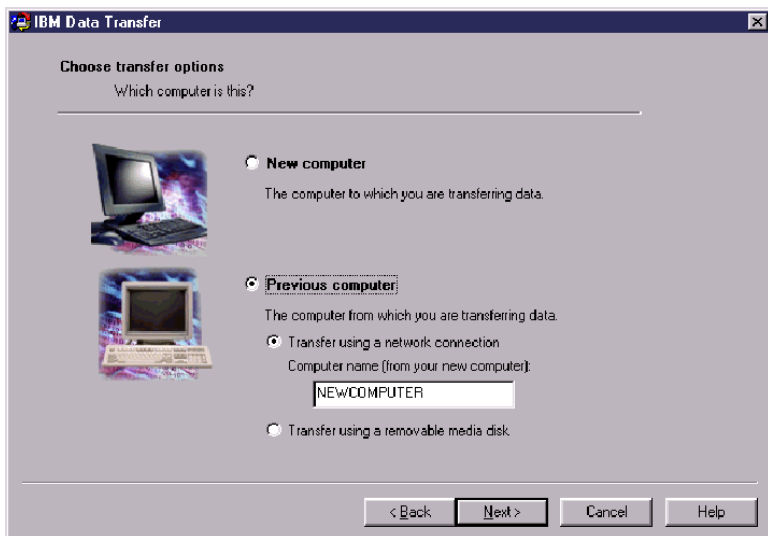 IBM Data Transfer
Choose transfer options
Which computer is this?
New computer
The computer to which you are transferring data.
Previous computer
The computer from which you are transferring data.
Transfer using a network connection
Computer name (from your new computer):
NEWCOMPUTER
Transfer using a removable media disk.
< Back
Next >
Cancel
Help